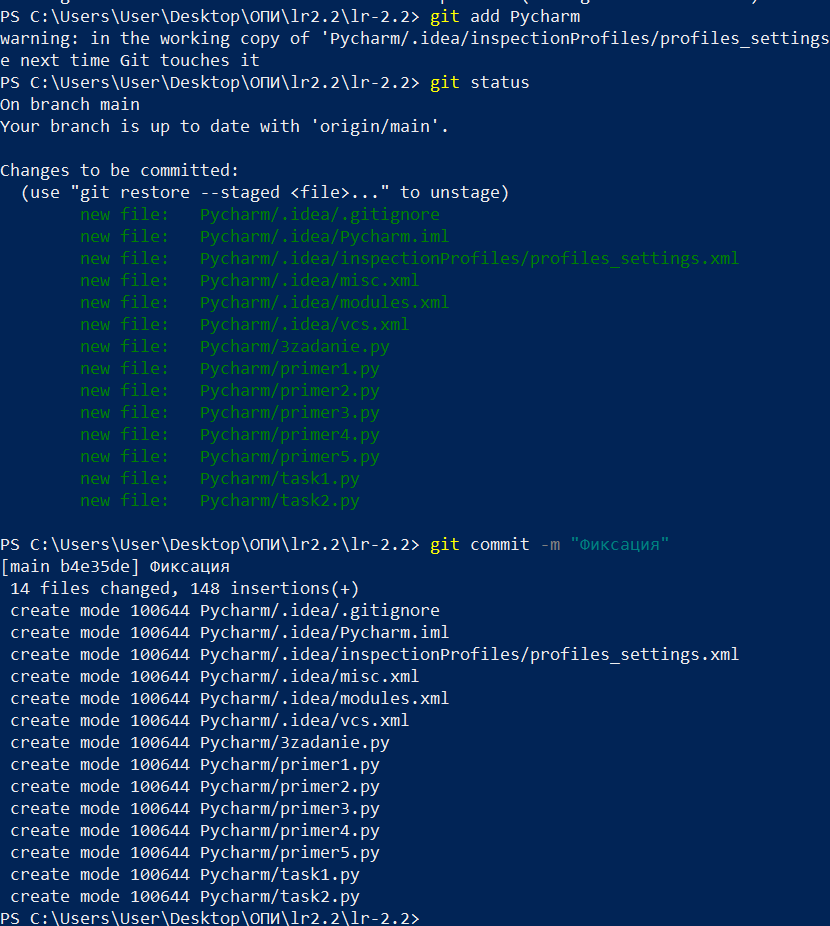 PS C:\Users\User\Desktop\ОПИ\lr2.2\lr-2.2> git add Pycharm
warning: in the working copy of 'Pycharm/.idea/inspectionProfiles/profiles_settings
e next time Git touches it
PS C:\Users\User\Desktop\ОПИ\lr2.2\lr-2.2> git status
On branch main
Your branch is up to date with 'origin/main'.
Changes to be committed:
(use "git restore --staged <file>..." to unstage)
new file: Pycharm/.idea/.gitignore
new file: Pycharm/.idea/Pycharm.iml
new file: Pycharm/.idea/inspectionProfiles/profiles_settings.xml
new file: Pycharm/.idea/misc.xml
new file: Pycharm/.idea/modules.xml
new file: Pycharm/.idea/vcs.xml
new file: Pycharm/3zadanie.py
new file: Pycharm/primer1.py
new file: Pycharm/primer2.py
new file: Pycharm/primer3.py
new file: Pycharm/primer4.py
new file: Pycharm/primer5.py
new file: Pycharm/task1.py
new file: Pycharm/task2.py
PS C:\Users\User\Desktop\ОПИ\lr2.2\lr-2.2> git commit -m "Фиксация"
[main b4e35de] Фиксация
14 files changed, 148 insertions(+)
create mode 100644 Pycharm/.idea/.gitignore
create mode 100644 Pycharm/.idea/Pycharm.iml
create mode 100644 Pycharm/.idea/inspectionProfiles/profiles_settings.xml
create mode 100644 Pycharm/.idea/misc.xml
create mode 100644 Pycharm/.idea/modules.xml
create mode 100644 Pycharm/.idea/vcs.xml
create mode 100644 Pycharm/3zadanie.py
create mode 100644 Pycharm/primer1.py
create mode 100644 Pycharm/primer2.py
create mode 100644 Pycharm/primer3.py
create mode 100644 Pycharm/primer4.py
create mode 100644 Pycharm/primer5.py
create mode 100644 Pycharm/task1.py
create mode 100644 Pycharm/task2.py
PS C:\Users\User\Desktop\ОПИ\lr2.2\lr-2.2>